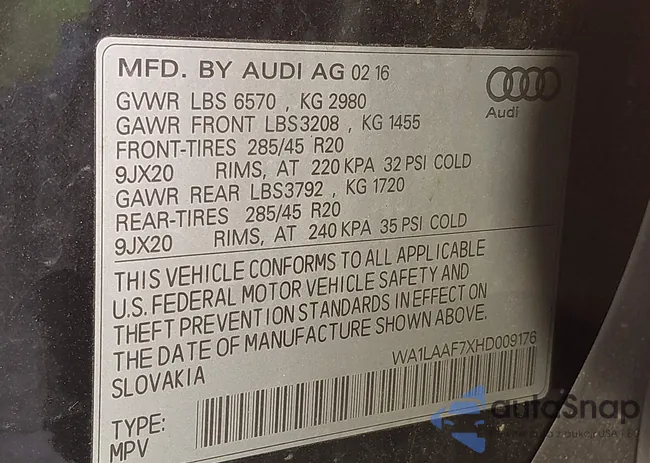 MFD. BY AUDI AG 02 16
Audi
GVWR LBS 6570 , KG 2980
GAWR FRONT LBS3208 , KG 1455
FRONT-TIRES 285/45 R20
9JX20 RIMS, AT 220 KPA 32 PSI COLD
GAWR REAR LBS3792 , KG 1720
REAR-TIRES 285/45 R20
9JX20 RIMS, AT 240 KPA 35 PSI COLD
THIS VEHICLE CONFORMS TO ALL APPLICABLE
U.S. FEDERAL MOTOR VEHICLE SAFETY AND
THEFT PREVENTION STANDARDS IN EFFECT ON
THE DATE OF MANUFACTURE SHOWN ABOVE.
SLOVAKIA
WA1LAAF7XHD009176
TYPE:
MPV
autoSnap